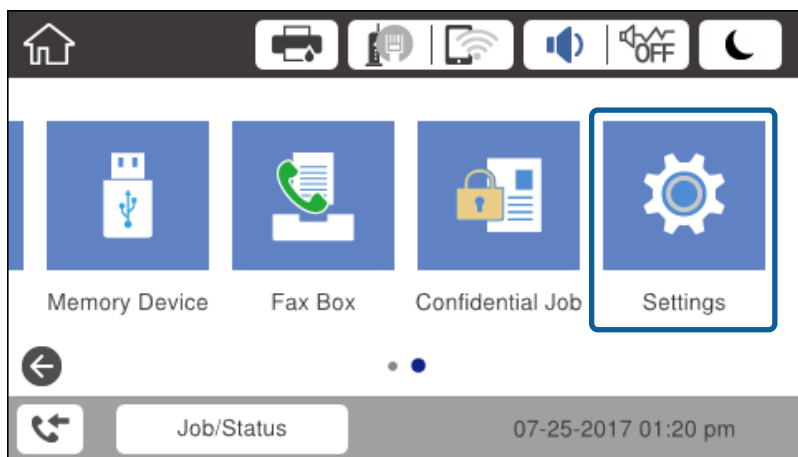 OFF
Memory Device
Fax Box
Confidential Job
Settings
Job/Status
07-25-2017 01:20 pm